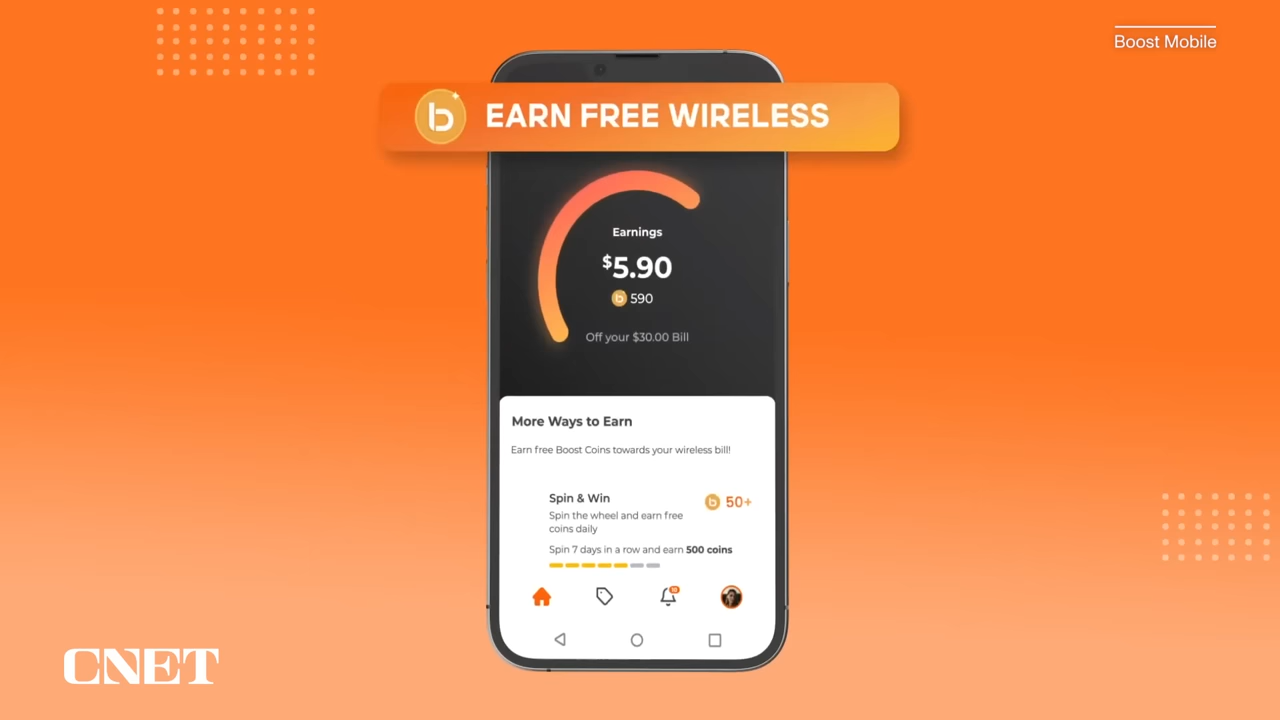 Boost Mobile
b EARN FREE WIRELESS
Earnings
$5.90
b 590
Off your $30.00 Bill
More Ways to Earn
Earn free Boost Coins towards your wireless bill!
Spin & Win
b 50+
Spin the wheel and earn free
coins daily
Spin 7 days in a row and earn 500 coins
CNET